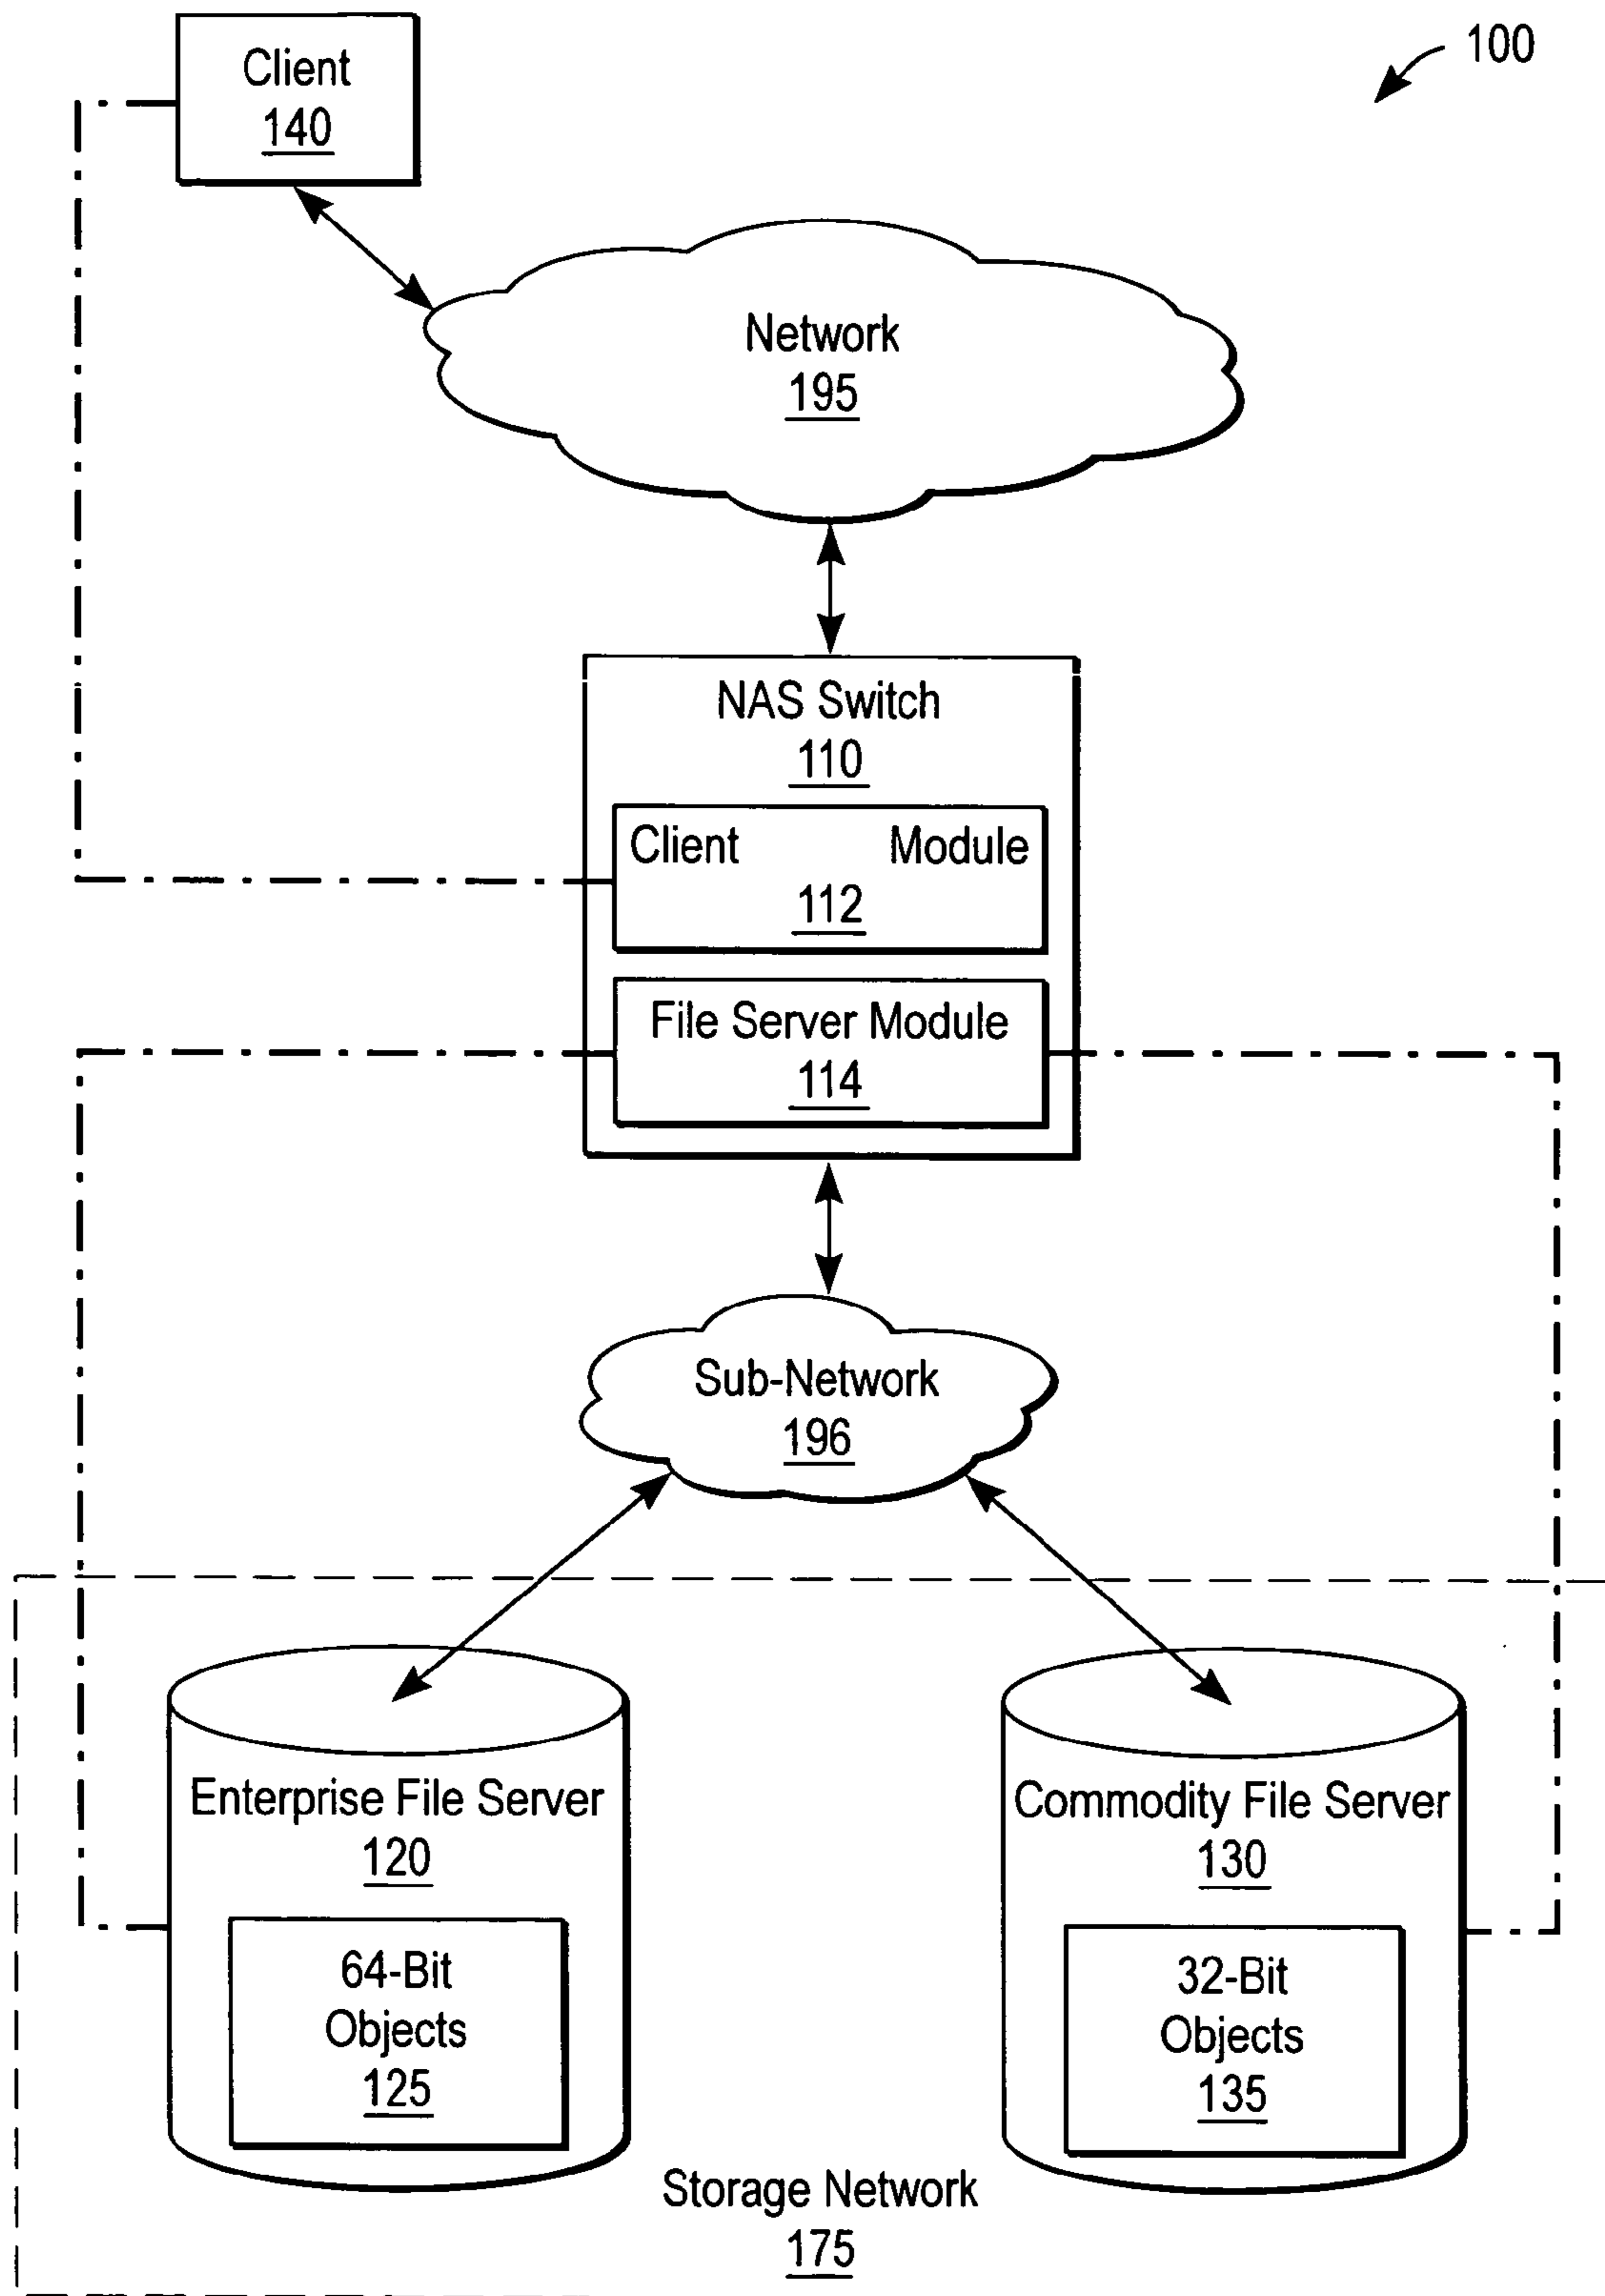 100
Client
140
Network
195
NAS Switch
110
Client Module
112
File Server Module
114
Sub-Network
196
Enterprise File Server
120
64-Bit
Objects
125
Commodity File Server
130
32-Bit
Objects
135
Storage Network
175